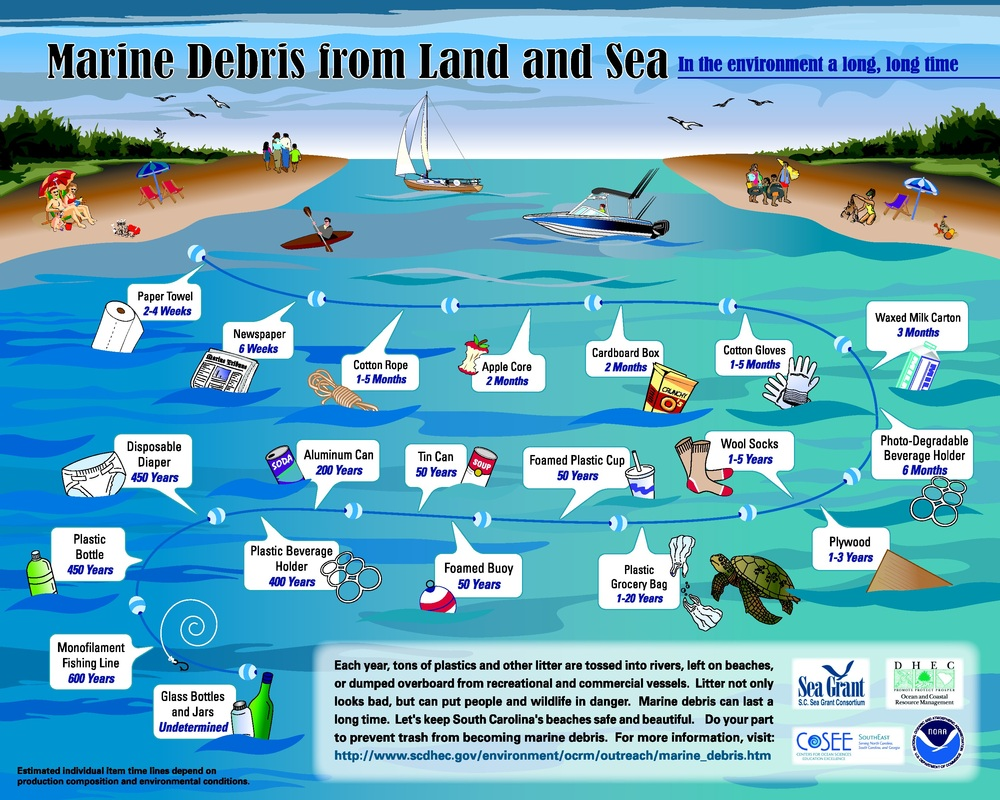 Marine Debris from Land and Sea
In the environment a long, long time
Paper Towel
2-4 Weeks
Newspaper
6 Weeks
Cotton Rope
1-5 Months
Apple Core
2 Months
Cardboard Box
2 Months
CRUNCHY
O's
Cotton Gloves
1-5 Months
Waxed Milk Carton
3 Months
Photo-Degradable
Beverage Holder
6 Months
Plywood
1-3 Years
Wool Socks
1-5 Years
Plastic
Grocery Bag
1-20 Years
Foamed Plastic Cup
50 Years
Foamed Buoy
50 Years
Tin Can
50 Years
SOUP
Aluminum Can
200 Years
SODA
Plastic Beverage
Holder
400 Years
Disposable
Diaper
450 Years
Plastic
Bottle
450 Years
Monofilament
Fishing Line
600 Years
Glass Bottles
and Jars
Undetermined
Each year, tons of plastics and other litter are tossed into rivers, left on beaches,
or dumped overboard from recreational and commercial vessels. Litter not only
looks bad, but can put people and wildlife in danger. Marine debris can last a
long time. Let's keep South Carolina's beaches safe and beautiful. Do your part
to prevent trash from becoming marine debris. For more information, visit:
http://www.scdhec.gov/environment/ocrm/outreach/marine_debris.htm
Sea Grant
S.C. Sea Grant Consortium
DHEC
PROMOTE PROTECT PROSPER
Ocean and Coastal
Resource Management
COSEE
SOUTHEAST
NOAA
Estimated individual item time lines depend on
production composition and environmental conditions.